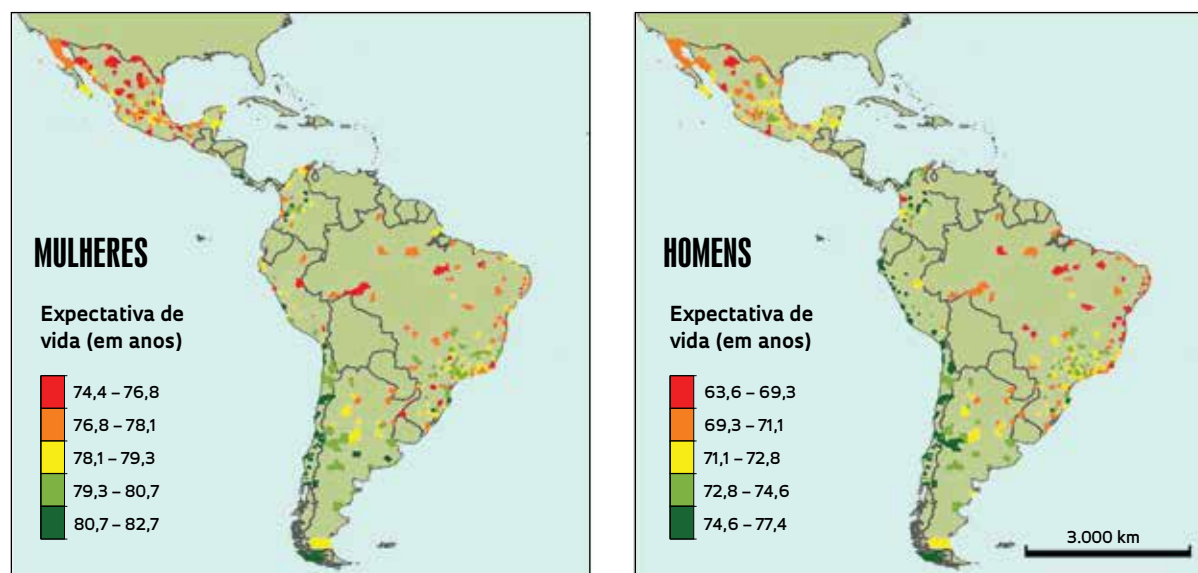 MULHERES
Expectativa de
vida (em anos)
74,4 – 76,8
76,8 – 78,1
78,1 – 79,3
79,3 – 80,7
80,7 – 82,7
HOMENS
Expectativa de
vida (em anos)
63,6 – 69,3
69,3 – 71,1
71,1 – 72,8
72,8 – 74,6
74,6 – 77,4
3.000 km